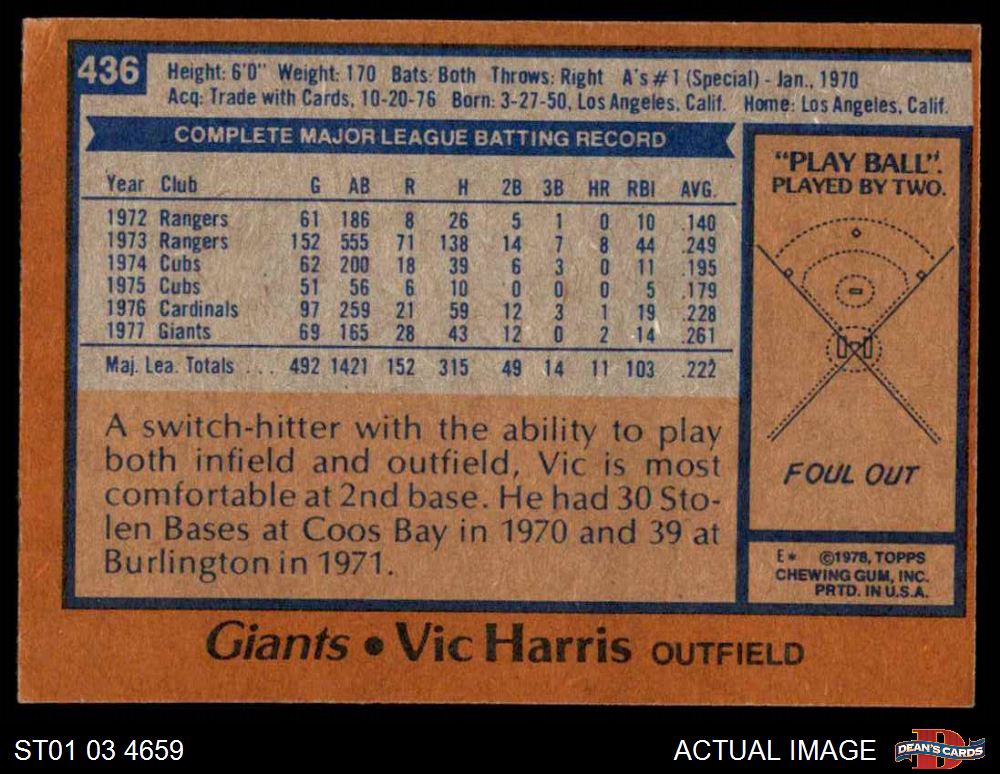 436
Height: 6'0" Weight: 170 Bats: Both Throws: Right A's #1 (Special) - Jan., 1970
Acq: Trade with Cards, 10-20-76 Born: 3-27-50, Los Angeles, Calif. Home: Los Angeles, Calif.
COMPLETE MAJOR LEAGUE BATTING RECORD
Year Club G AB R H 2B 3B HR RBI AVG.
1972 Rangers 61 186 8 26 5 1 0 10 .140
1973 Rangers 152 555 71 138 14 7 8 44 .249
1974 Cubs 62 200 18 39 6 3 0 11 .195
1975 Cubs 51 56 6 10 0 0 0 5 .179
1976 Cardinals 97 259 21 59 12 3 1 19 .228
1977 Giants 69 165 28 43 12 0 2 14 .261
Maj. Lea. Totals ... 492 1421 152 315 49 14 11 103 .222
A switch-hitter with the ability to play
both infield and outfield, Vic is most
comfortable at 2nd base. He had 30 Sto-
len Bases at Coos Bay in 1970 and 39 at
Burlington in 1971.
"PLAY BALL".
PLAYED BY TWO.
FOUL OUT
E* ©1978, TOPPS
CHEWING GUM, INC.
PRTD. IN U.S.A.
Giants • Vic Harris OUTFIELD
ST01 03 4659
ACTUAL IMAGE
DEAN'S CARDS